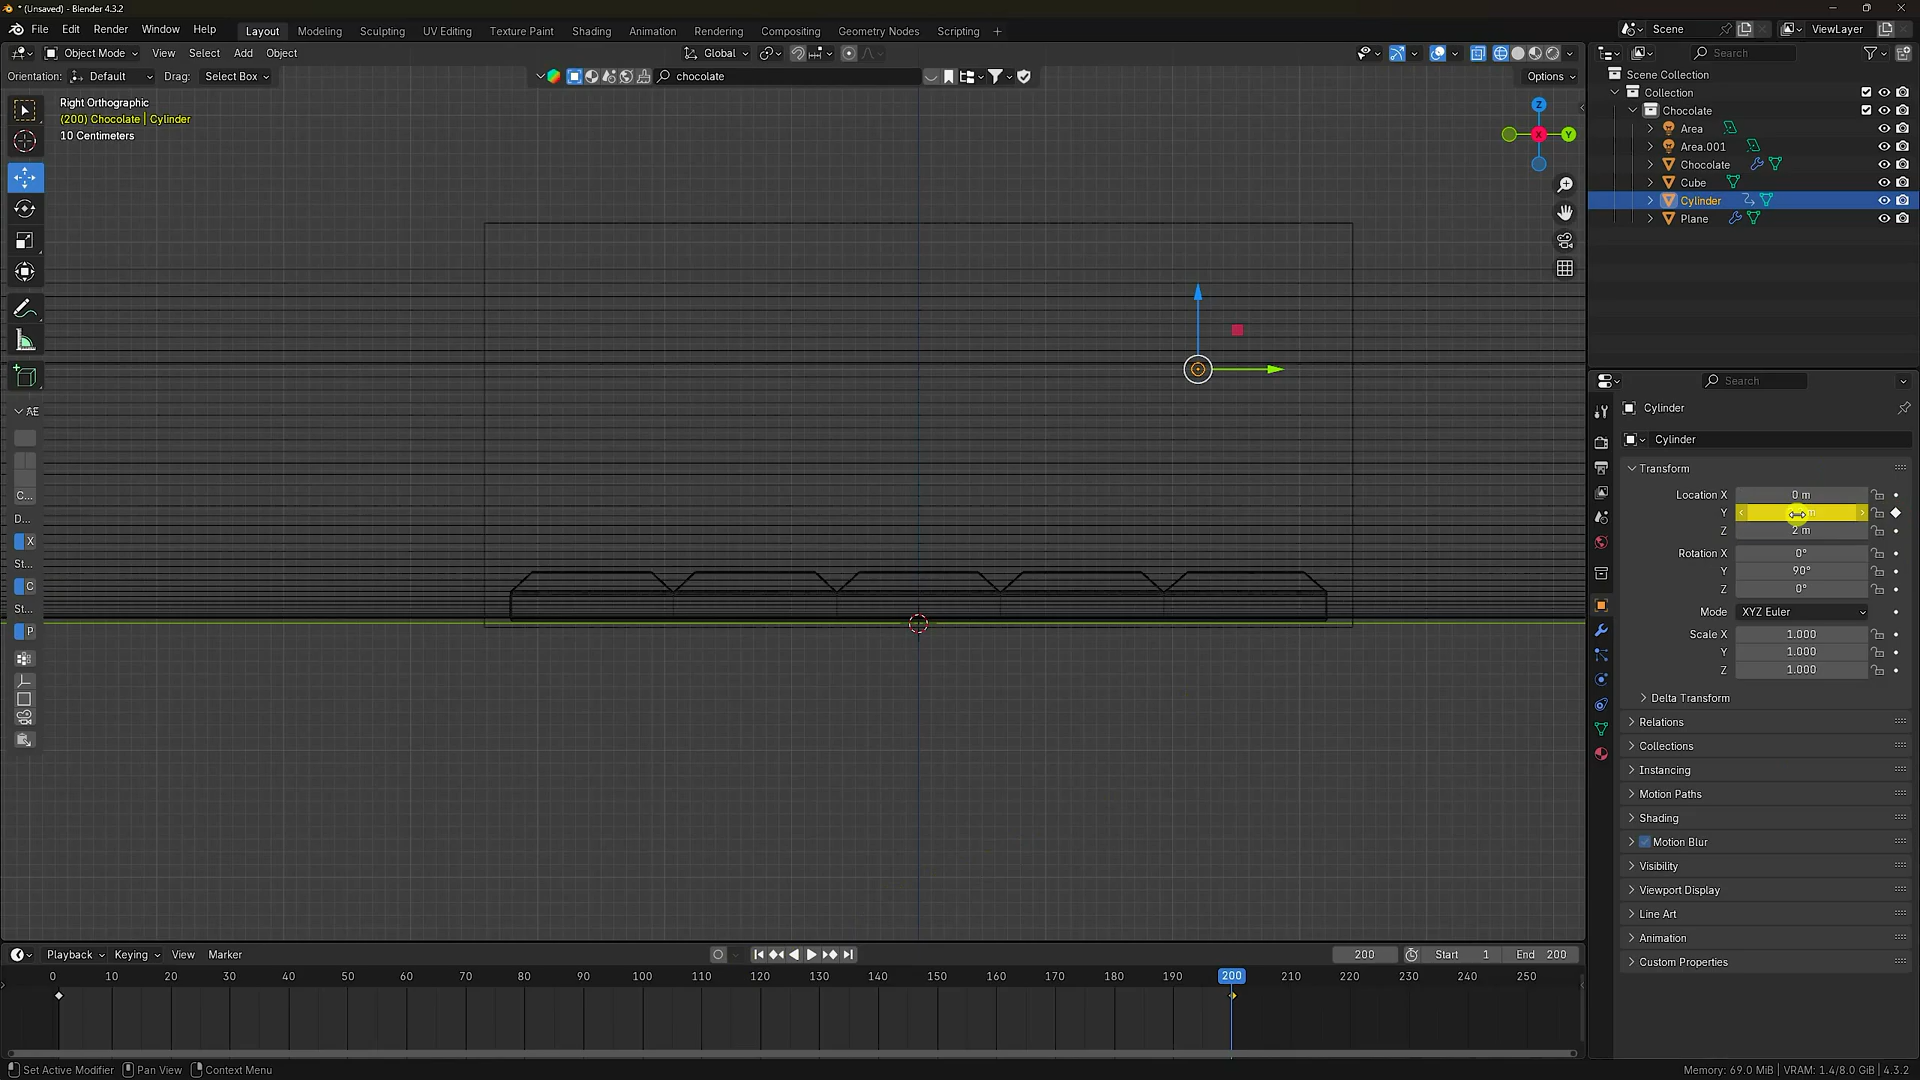 * (Unsaved) - Blender 4.3.2
File Edit Render Window Help Layout Modeling Sculpting UV Editing Texture Paint Shading Animation Rendering Compositing Geometry Nodes Scripting + Scene ViewLayer
Object Mode View Select Add Object Global Search
Orientation: Default Drag: Select Box chocolate Options
Right Orthographic
(200) Chocolate | Cylinder
10 Centimeters
Z
X Y
Scene Collection
Collection
Chocolate
Area
Area.001
Chocolate
Cube
Cylinder
Plane
AE
C...
D...
X
St...
C
St...
P
Search
Cylinder
Cylinder
Transform
Location X 0 m
Y m
Z 2 m
Rotation X 0°
Y 90°
Z 0°
Mode XYZ Euler
Scale X 1.000
Y 1.000
Z 1.000
Delta Transform
Relations
Collections
Instancing
Motion Paths
Shading
Motion Blur
Visibility
Viewport Display
Line Art
Animation
Custom Properties
Playback Keying View Marker 200 Start 1 End 200
0 10 20 30 40 50 60 70 80 90 100 110 120 130 140 150 160 170 180 190 200 210 220 230 240 250
Set Active Modifier Pan View Context Menu Memory: 69.0 MiB | VRAM: 1.4/8.0 GiB | 4.3.2